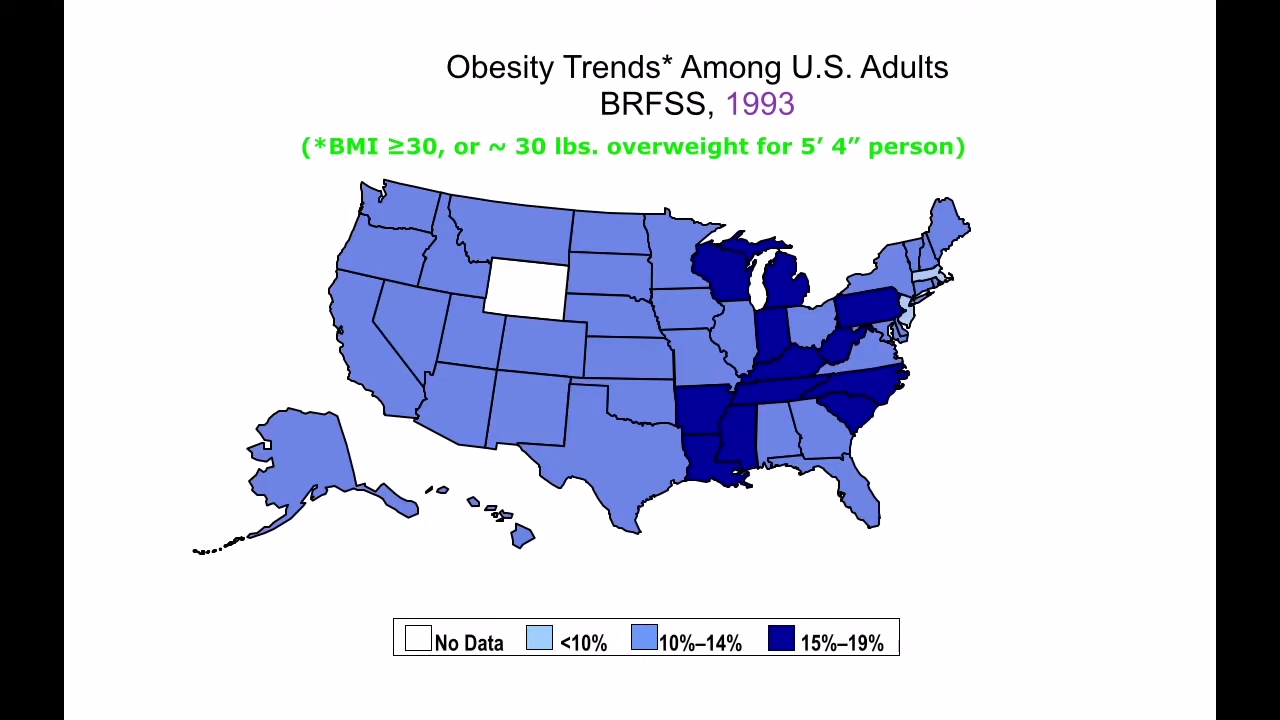 Obesity Trends* Among U.S. Adults
BRFSS, 1993
(*BMI ≥30, or ~ 30 lbs. overweight for 5’ 4” person)
No Data <10% 10%–14% 15%–19%